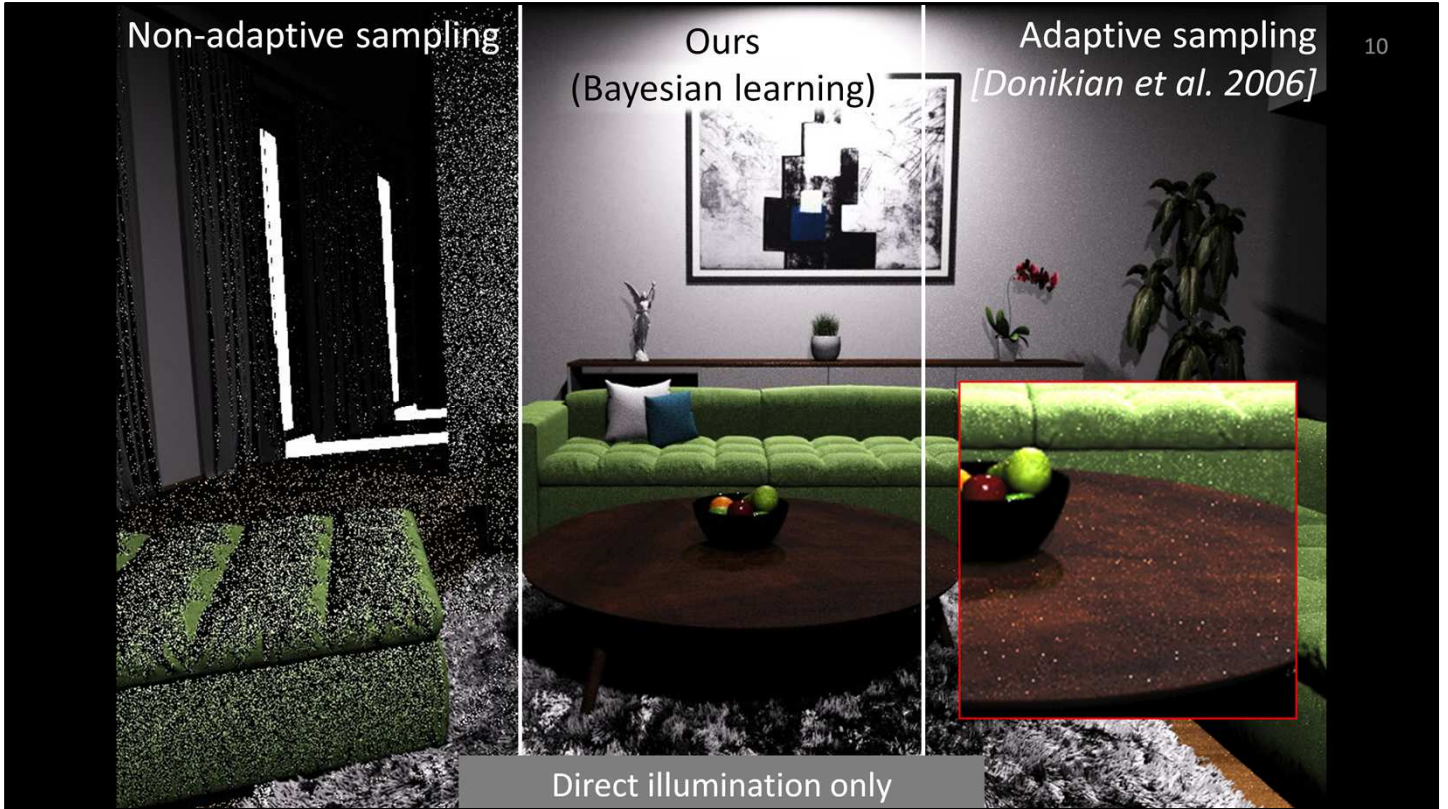 Non-adaptive sampling
Ours
(Bayesian learning)
Adaptive sampling
[Donikian et al. 2006]
10
Direct illumination only